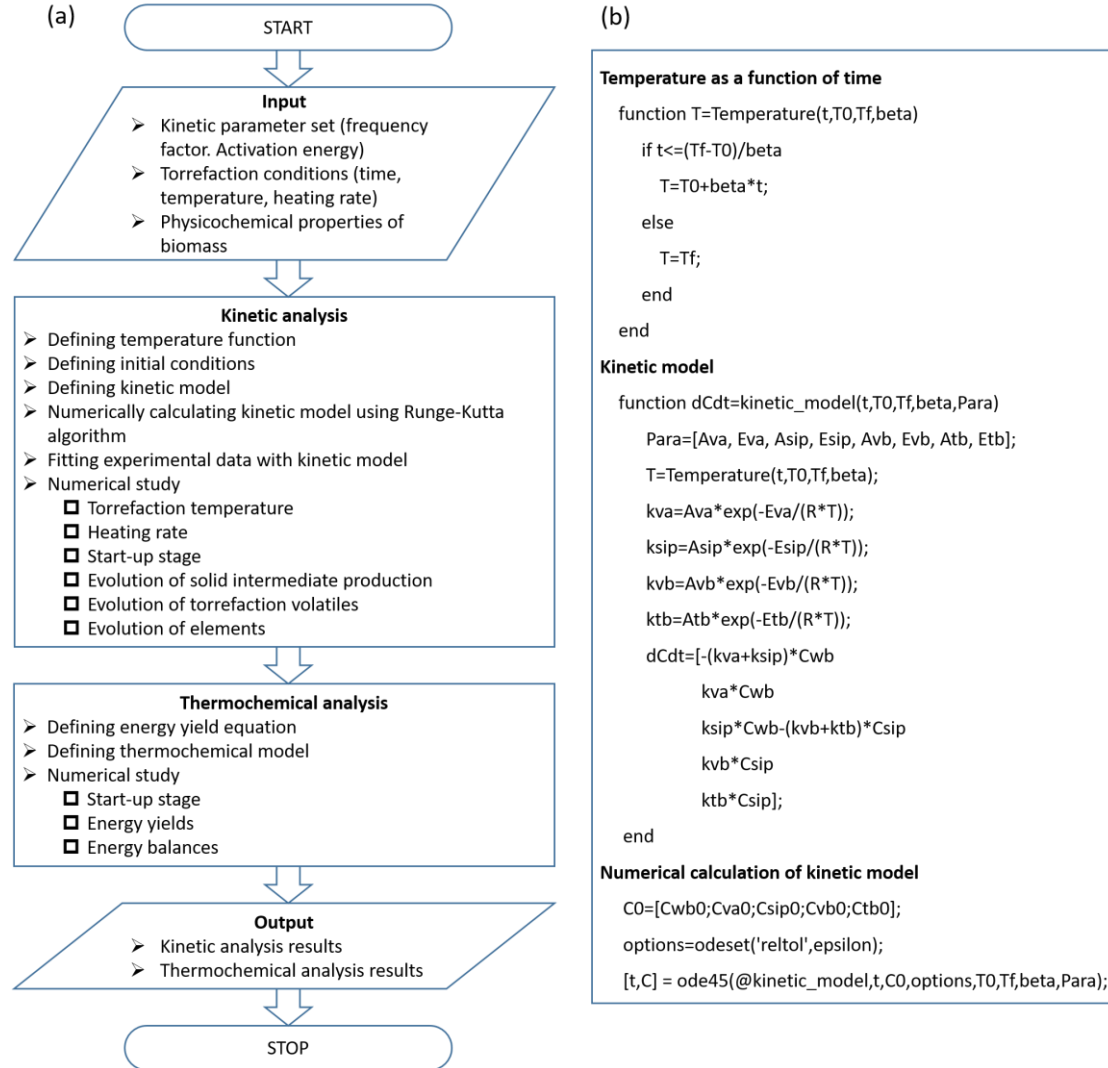 (a)
START
Input
➢ Kinetic parameter set (frequency
factor. Activation energy)
➢ Torrefaction conditions (time,
temperature, heating rate)
➢ Physicochemical properties of
biomass
Kinetic analysis
➢ Defining temperature function
➢ Defining initial conditions
➢ Defining kinetic model
➢ Numerically calculating kinetic model using Runge-Kutta
algorithm
➢ Fitting experimental data with kinetic model
➢ Numerical study
❑ Torrefaction temperature
❑ Heating rate
❑ Start-up stage
❑ Evolution of solid intermediate production
❑ Evolution of torrefaction volatiles
❑ Evolution of elements
Thermochemical analysis
➢ Defining energy yield equation
➢ Defining thermochemical model
➢ Numerical study
❑ Start-up stage
❑ Energy yields
❑ Energy balances
Output
➢ Kinetic analysis results
➢ Thermochemical analysis results
STOP
(b)
Temperature as a function of time
function T=Temperature(t,T0,Tf,beta)
if t<=(Tf-T0)/beta
T=T0+beta*t;
else
T=Tf;
end
end
Kinetic model
function dCdt=kinetic_model(t,T0,Tf,beta,Para)
Para=[Ava, Eva, Asip, Esip, Avb, Evb, Atb, Etb];
T=Temperature(t,T0,Tf,beta);
kva=Ava*exp(-Eva/(R*T));
ksip=Asip*exp(-Esip/(R*T));
kvb=Avb*exp(-Evb/(R*T));
ktb=Atb*exp(-Etb/(R*T));
dCdt=[-(kva+ksip)*Cwb
kva*Cwb
ksip*Cwb-(kvb+ktb)*Csip
kvb*Csip
ktb*Csip];
end
Numerical calculation of kinetic model
C0=[Cwb0;Cva0;Csip0;Cvb0;Ctb0];
options=odeset('reltol',epsilon);
[t,C] = ode45(@kinetic_model,t,C0,options,T0,Tf,beta,Para);